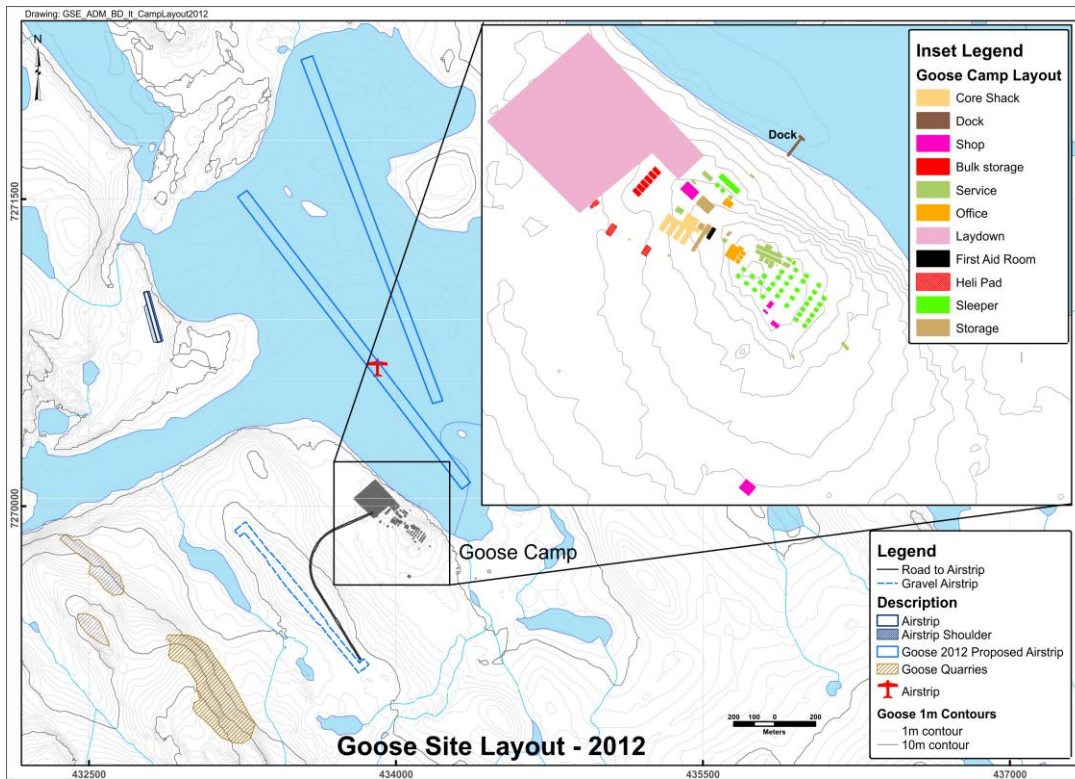 Drawing: GSE_ADM_BD_lt_CampLayout2012
N
Dock
Inset Legend
Goose Camp Layout
Core Shack
Dock
Shop
Bulk storage
Service
Office
Laydown
First Aid Room
Heli Pad
Sleeper
Storage
7271500
7270000
Goose Camp
Legend
Road to Airstrip
Gravel Airstrip
Description
Airstrip
Airstrip Shoulder
Goose 2012 Proposed Airstrip
Goose Quarries
Airstrip
Goose 1m Contours
1m contour
10m contour
200 100 0 200
Meters
Goose Site Layout - 2012
432500 434000 435500 437000